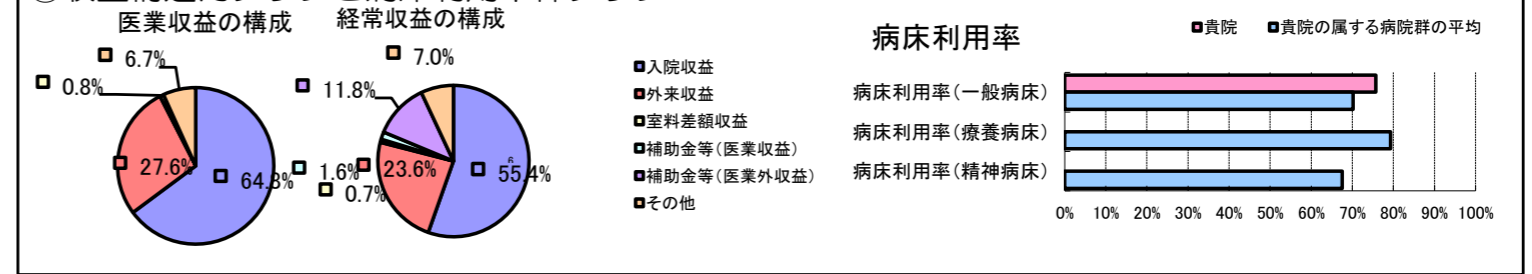 医業収益の構成
経常収益の構成
6.7%
0.8%
27.6%
64.8%
7.0%
11.8%
1.6%
0.7%
23.6%
55.4%
入院収益
外来収益
室料差額収益
補助金等(医業収益)
補助金等(医業外収益)
その他
病床利用率
貴院
貴院の属する病院群の平均
病床利用率(一般病床)
病床利用率(療養病床)
病床利用率(精神病床)
0% 10% 20% 30% 40% 50% 60% 70% 80% 90% 100%